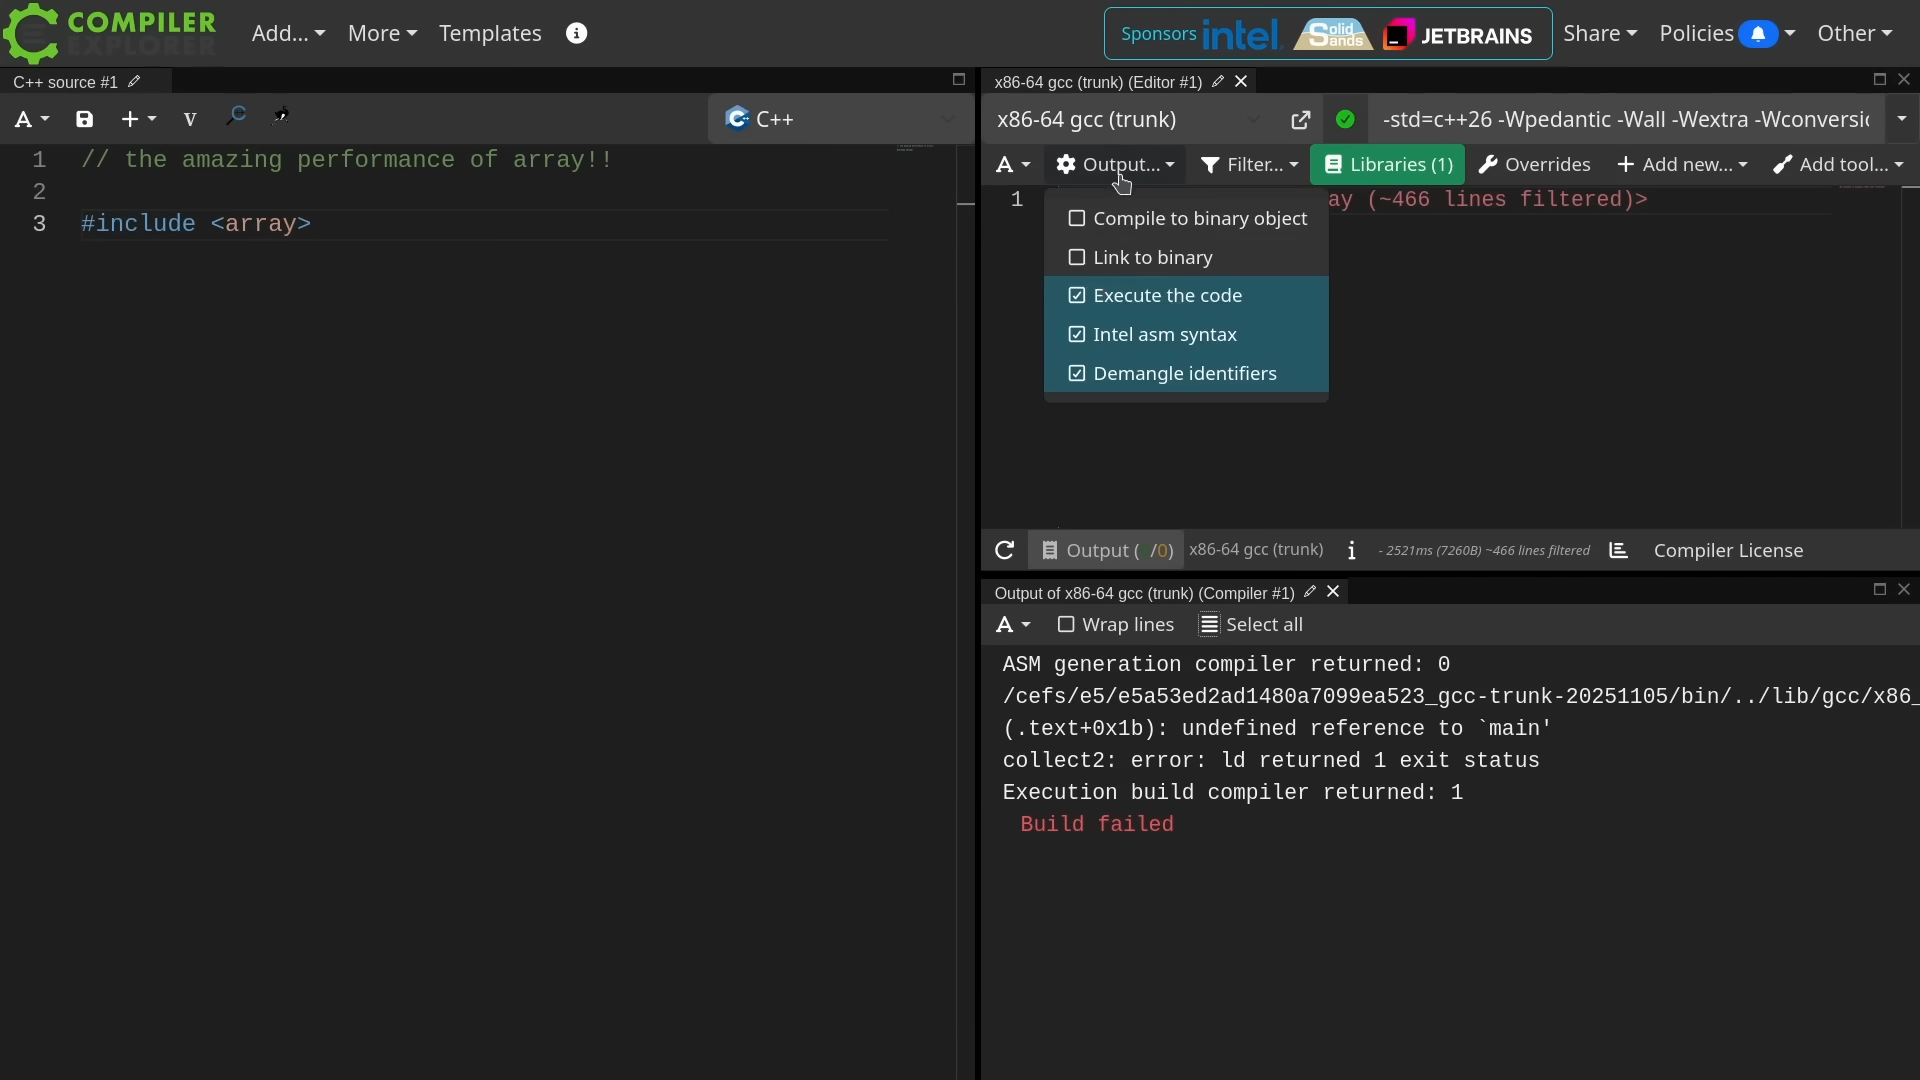 COMPILER
EXPLORER
Add...
More
Templates
Sponsors
intel.
Solid
Sands
JETBRAINS
Share
Policies
Other
C++ source #1
A
V
C++
1 // the amazing performance of array!!
2
3 #include <array>
x86-64 gcc (trunk) (Editor #1)
x86-64 gcc (trunk)
-std=c++26 -Wpedantic -Wall -Wextra -Wconversic
A
Output...
Filter...
Libraries (1)
Overrides
Add new...
Add tool...
1
ay (~466 lines filtered)>
Compile to binary object
Link to binary
Execute the code
Intel asm syntax
Demangle identifiers
Output ( /0)
x86-64 gcc (trunk)
- 2521ms (7260B) ~466 lines filtered
Compiler License
Output of x86-64 gcc (trunk) (Compiler #1)
A
Wrap lines
Select all
ASM generation compiler returned: 0
/cefs/e5/e5a53ed2ad1480a7099ea523_gcc-trunk-20251105/bin/../lib/gcc/x86_
(.text+0x1b): undefined reference to `main'
collect2: error: ld returned 1 exit status
Execution build compiler returned: 1
Build failed